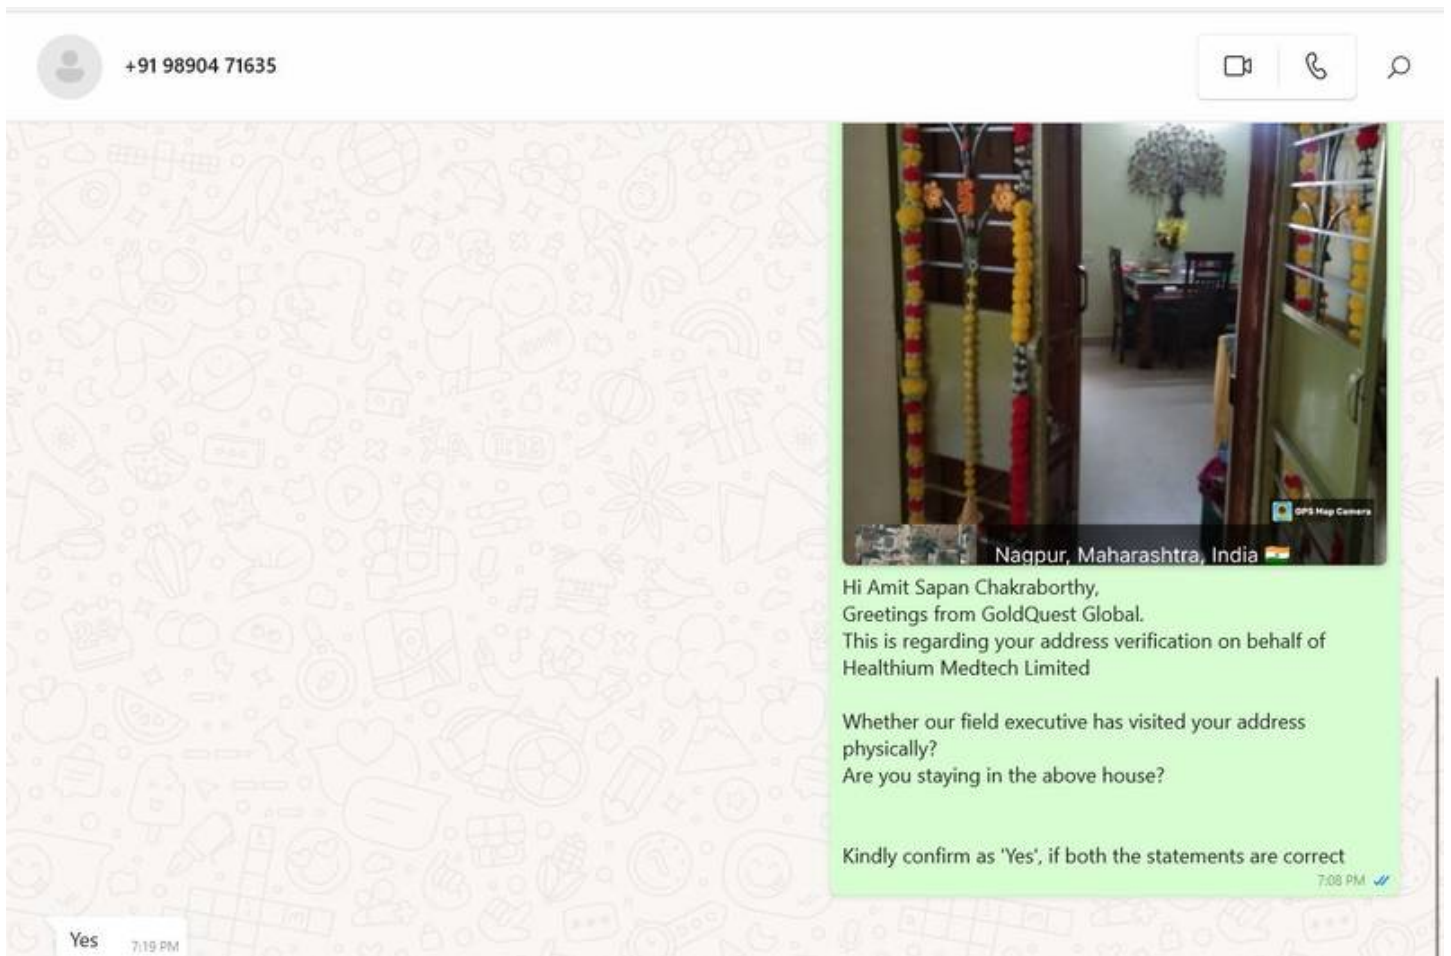 +91 98904 71635
GPS Map Camera
Nagpur, Maharashtra, India
Hi Amit Sapan Chakraborthy,
Greetings from GoldQuest Global.
This is regarding your address verification on behalf of
Healthium Medtech Limited
Whether our field executive has visited your address
physically?
Are you staying in the above house?
Kindly confirm as 'Yes', if both the statements are correct
7:08 PM
Yes
7:19 PM